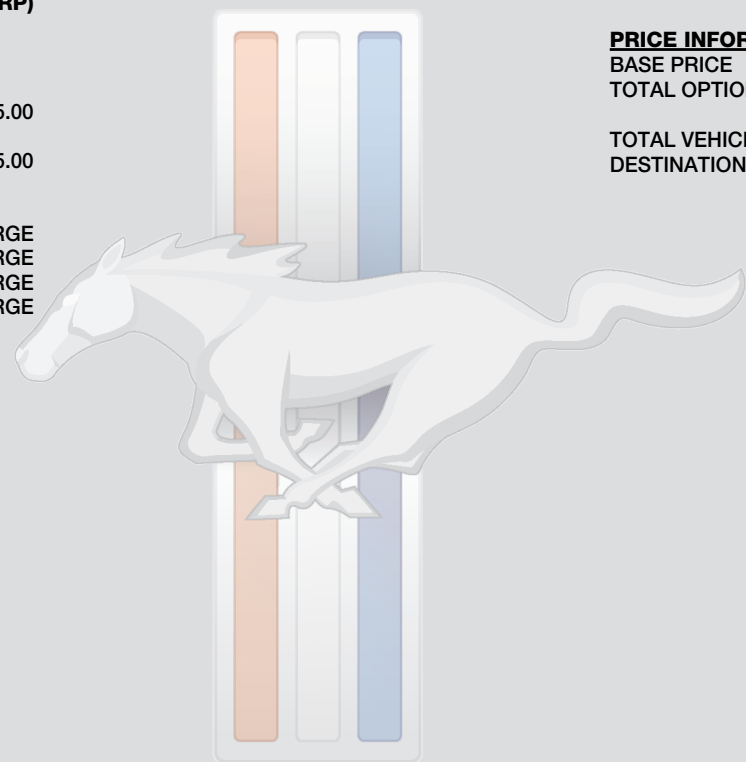 RP)
5.00
5.00
RGE
RGE
RGE
RGE
PRICE INFOR
BASE PRICE
TOTAL OPTIO
TOTAL VEHICL
DESTINATION